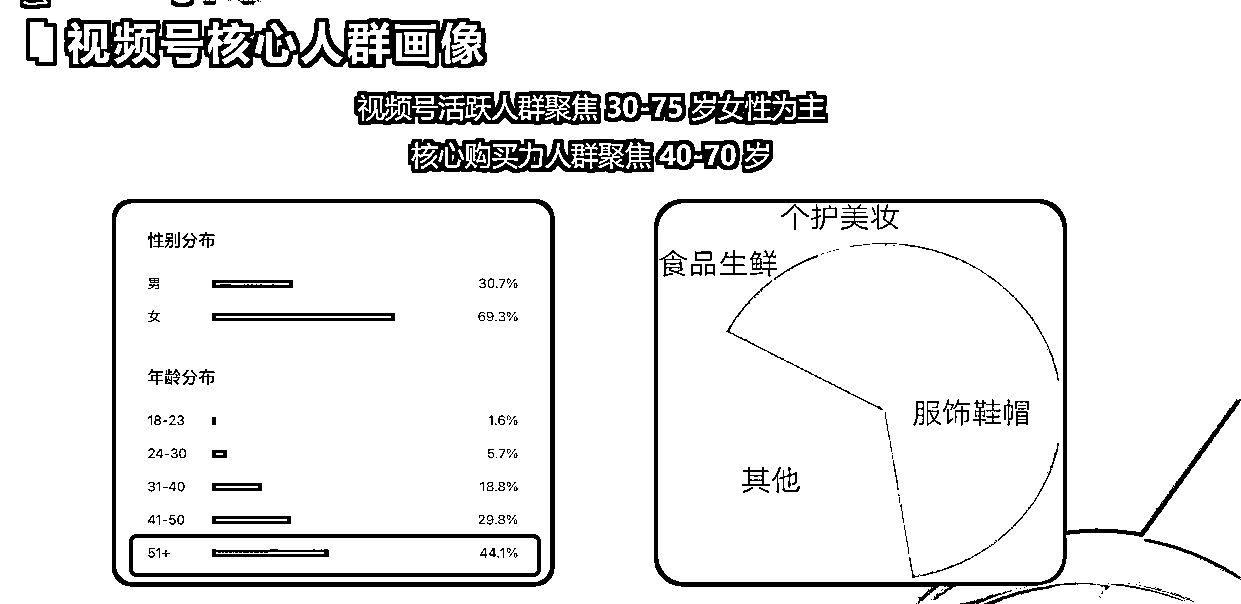 视频号核心人群画像
视频号活跃人群聚焦 30-75 岁女性为主
核心购买力人群聚焦 40-70 岁
性别分布
男 30.7%
女 69.3%
年龄分布
18-23 1.6%
24-30 5.7%
31-40 18.8%
41-50 29.8%
51+ 44.1%
个护美妆
食品生鲜
服饰鞋帽
其他